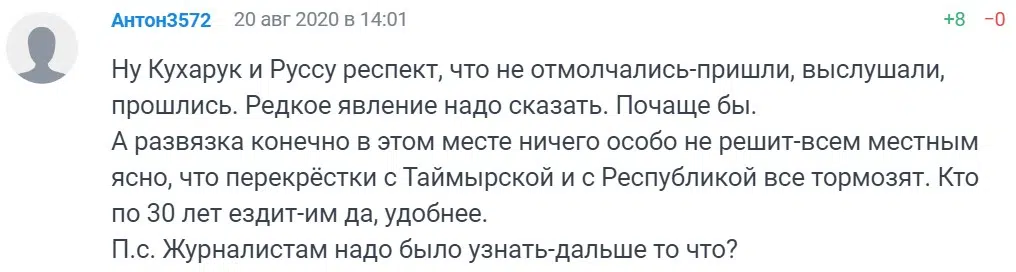 Антон3572 20 авг 2020 в 14:01 +8 −0
Ну Кухарук и Руссу респект, что не отмолчались-пришли, выслушали,
прошлись. Редкое явление надо сказать. Почаще бы.
А развязка конечно в этом месте ничего особо не решит-всем местным
ясно, что перекрёстки с Таймырской и с Республикой все тормозят. Кто
по 30 лет ездит-им да, удобнее.
П.с. Журналистам надо было узнать-дальше то что?